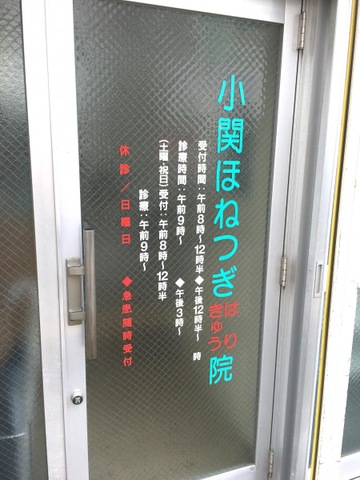 小関ほねつぎはりきゅう院
受付時間:午前8時〜12時半◆午後12時半〜 時
診療時間:午前9時〜 ◆午後3時〜
(土曜・祝日)受付:午前8時〜12時半
診療:午前9時〜
休診/日曜日 ◆急患随時受付